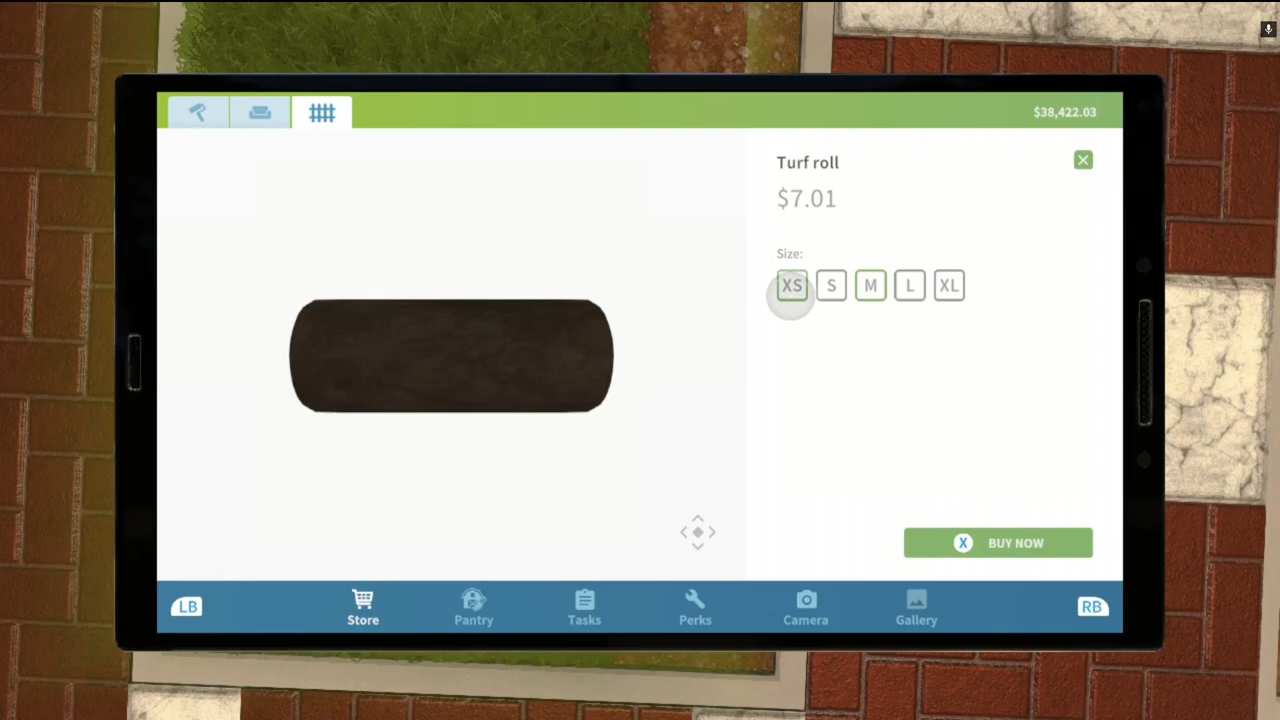 $38,422.03
Turf roll
$7.01
Size:
XS S M L XL
X BUY NOW
LB Store Pantry Tasks Perks Camera Gallery RB